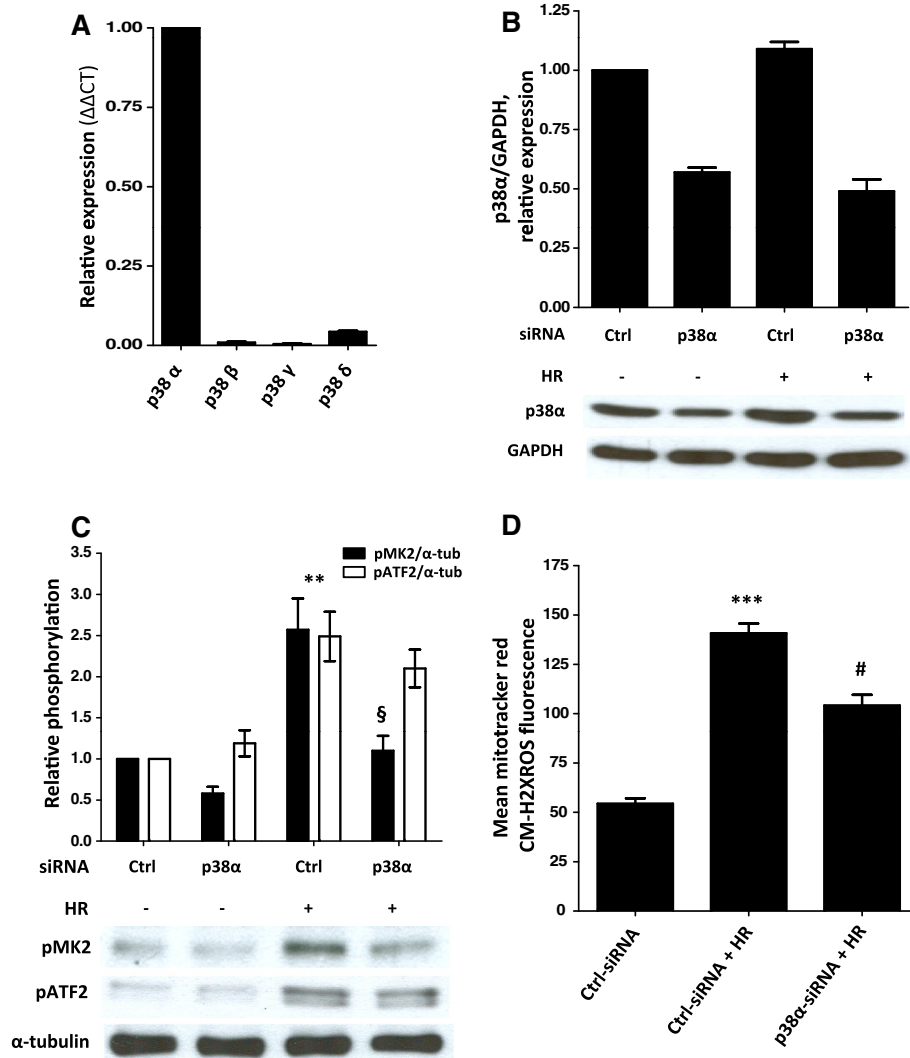 A
Relative expression (ΔΔCT)
1.00
0.75
0.50
0.25
0.00
p38 α
p38 β
p38 γ
p38 δ
B
p38α/GAPDH,
relative expression
1.25
1.00
0.75
0.50
0.25
0.00
siRNA Ctrl p38α Ctrl p38α
HR - - + +
p38α
GAPDH
C
Relative phosphorylation
3.5
3.0
2.5
2.0
1.5
1.0
0.5
0.0
pMK2/α-tub
pATF2/α-tub
**
§
siRNA Ctrl p38α Ctrl p38α
HR - - + +
pMK2
pATF2
α-tubulin
D
Mean mitotracker red
CM-H2XROS fluorescence
175
150
125
100
75
50
25
0
***
#
Ctrl-siRNA
Ctrl-siRNA + HR
p38α-siRNA + HR